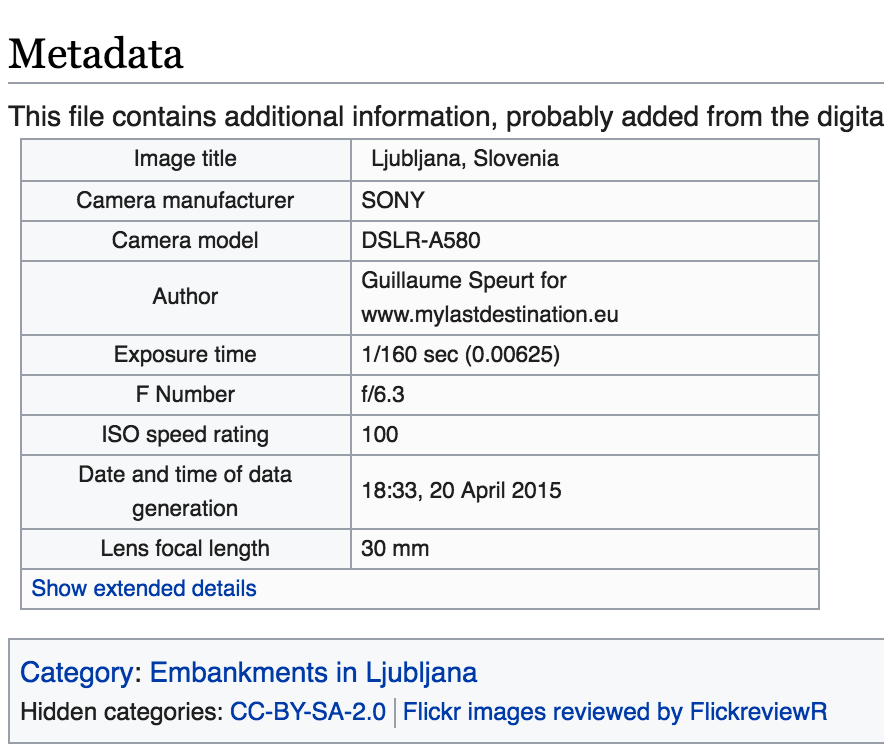 Metadata
This file contains additional information, probably added from the digita
Image title Ljubljana, Slovenia
Camera manufacturer SONY
Camera model DSLR-A580
Author Guillaume Speurt for
www.mylastdestination.eu
Exposure time 1/160 sec (0.00625)
F Number f/6.3
ISO speed rating 100
Date and time of data
generation 18:33, 20 April 2015
Lens focal length 30 mm
Show extended details
Category: Embankments in Ljubljana
Hidden categories: CC-BY-SA-2.0 | Flickr images reviewed by FlickreviewR